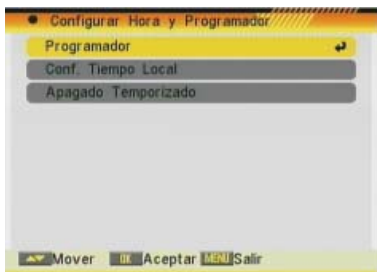 Configurar Hora y Programador
Programador
Conf. Tiempo Local
Apagado Temporizado
Mover OK Aceptar MENU Salir